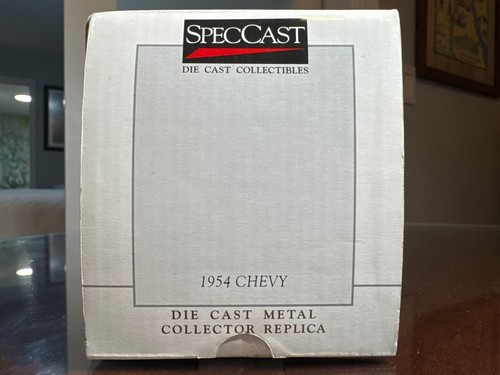 SPECCAST
DIE CAST COLLECTIBLES
1954 CHEVY
DIE CAST METAL
COLLECTOR REPLICA